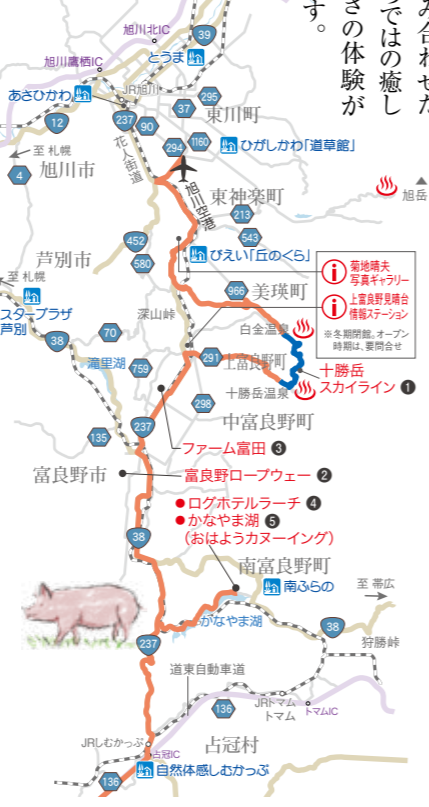 み合わせた
ではの癒し
さの体験が
す。
旭川北IC
39
旭川鷹栖IC
とうま
あさひかわ
JR旭川
295
37
東川町
12
237
90
花人街道
294
1160
ひがしかわ「道草館」
至 札幌
4
旭川市
旭川空港
東神楽町
旭岳
213
452
543
芦別市
580
びえい「丘のくら」
菊地晴夫
写真ギャラリー
上富良野見晴台
情報ステーション
※冬期閉館。オープン
時期は、要問合せ
至 札幌
966
美瑛町
スタープラザ
芦別
深山峠
白金温泉
38
70
滝里湖
759
291
上富良野町
十勝岳
スカイライン ❶
十勝岳温泉
298
中富良野町
237
135
ファーム富田 ❸
富良野市
富良野ロープウェー ❷
ログホテルラーチ ❹
かなやま湖 ❺
(おはようカヌーイング)
38
南富良野町
南ふらの
至 帯広
かなやま湖
38
237
狩勝峠
道東自動車道
136
JRトマム
トマム
トマムIC
JRしむかっぷ
占冠IC
占冠村
自然体感しむかっぷ
136